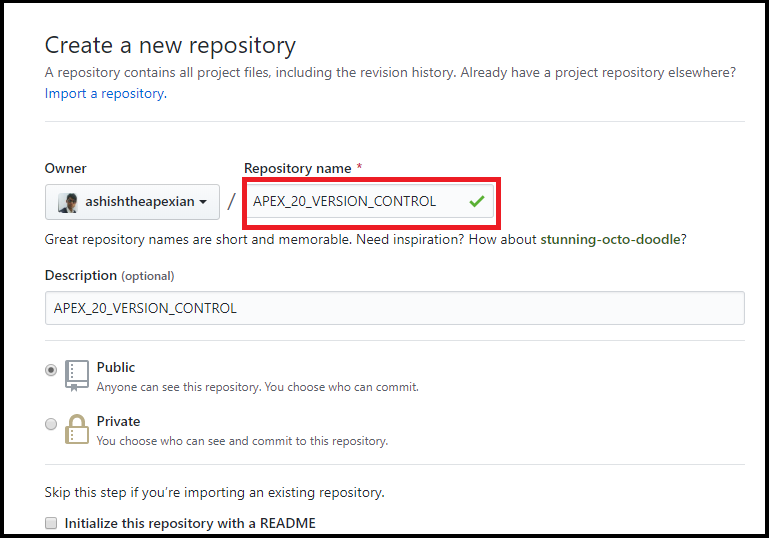 Create a new repository
A repository contains all project files, including the revision history. Already have a project repository elsewhere?
Import a repository.
Owner
Repository name *
ashishtheapexian
/
APEX_20_VERSION_CONTROL
Great repository names are short and memorable. Need inspiration? How about stunning-octo-doodle?
Description (optional)
APEX_20_VERSION_CONTROL
Public
Anyone can see this repository. You choose who can commit.
Private
You choose who can see and commit to this repository.
Skip this step if you're importing an existing repository.
Initialize this repository with a README